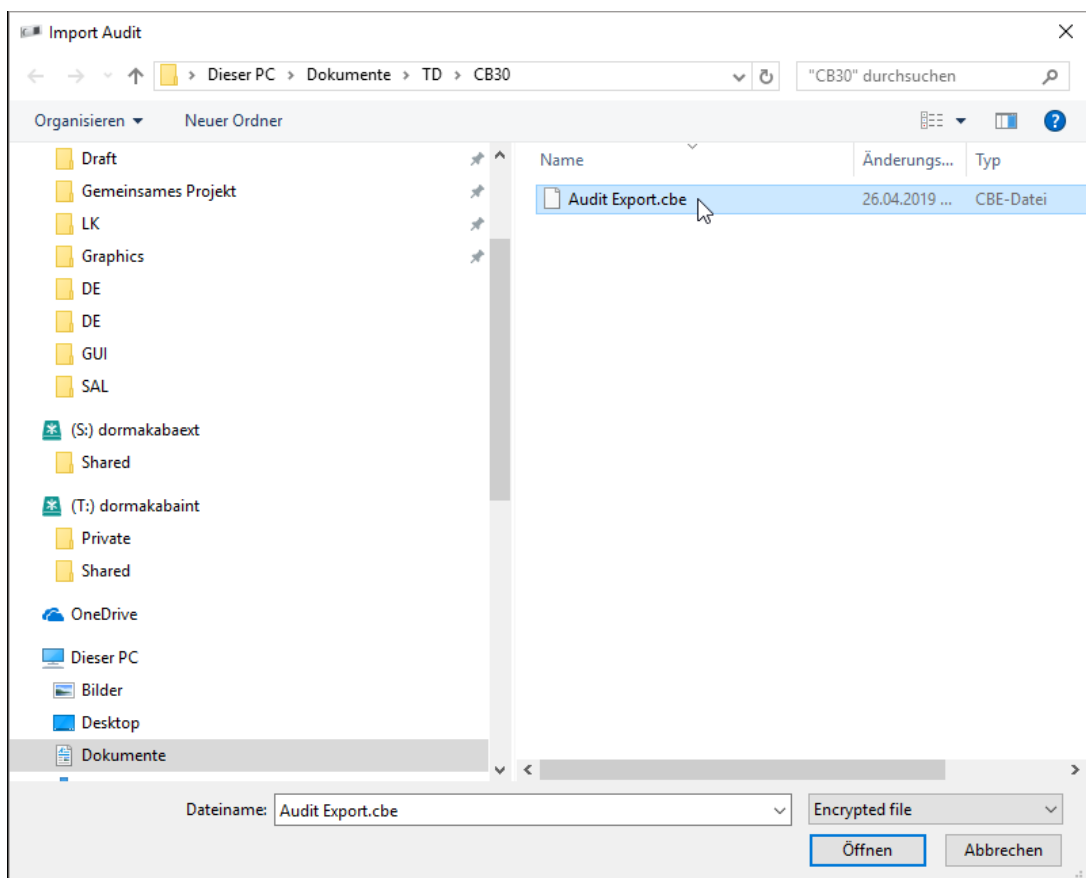 Import Audit
Dieser PC > Dokumente > TD > CB30
"CB30" durchsuchen
Organisieren
Neuer Ordner
Draft
Gemeinsames Projekt
LK
Graphics
DE
DE
GUI
SAL
(S:) dormakabaext
Shared
(T:) dormakabaint
Private
Shared
OneDrive
Dieser PC
Bilder
Desktop
Dokumente
Name Änderungs... Typ
Audit Export.cbe 26.04.2019 ... CBE-Datei
Dateiname: Audit Export.cbe
Encrypted file
Öffnen
Abbrechen